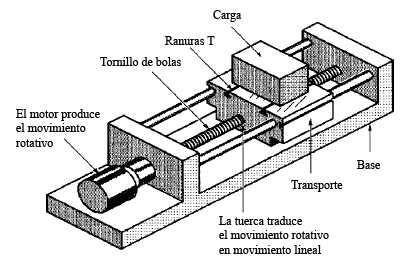 Carga
Ranuras T
Tornillo de bolas
El motor produce
el movimiento
rotativo
Base
Transporte
La tuerca traduce
el movimiento rotativo
en movimiento lineal